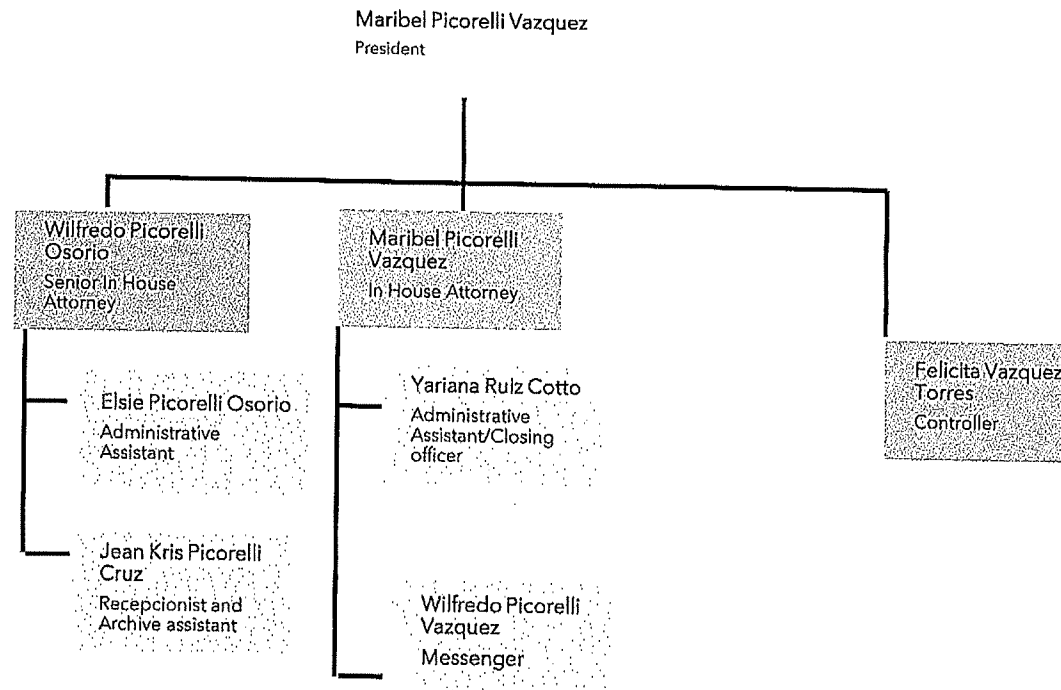 Maribel Picorelli Vazquez
President
Wilfredo Picorelli
Osorio
Senior In House
Attorney
Maribel Picorelli
Vazquez
In House Attorney
Felicita Vazquez
Torres
Controller
Elsie Picorelli Osorio
Administrative
Assistant
Yariana Ruiz Cotto
Administrative
Assistant/Closing
officer
Jean Kris Picorelli
Cruz
Recepcionist and
Archive assistant
Wilfredo Picorelli
Vazquez
Messenger